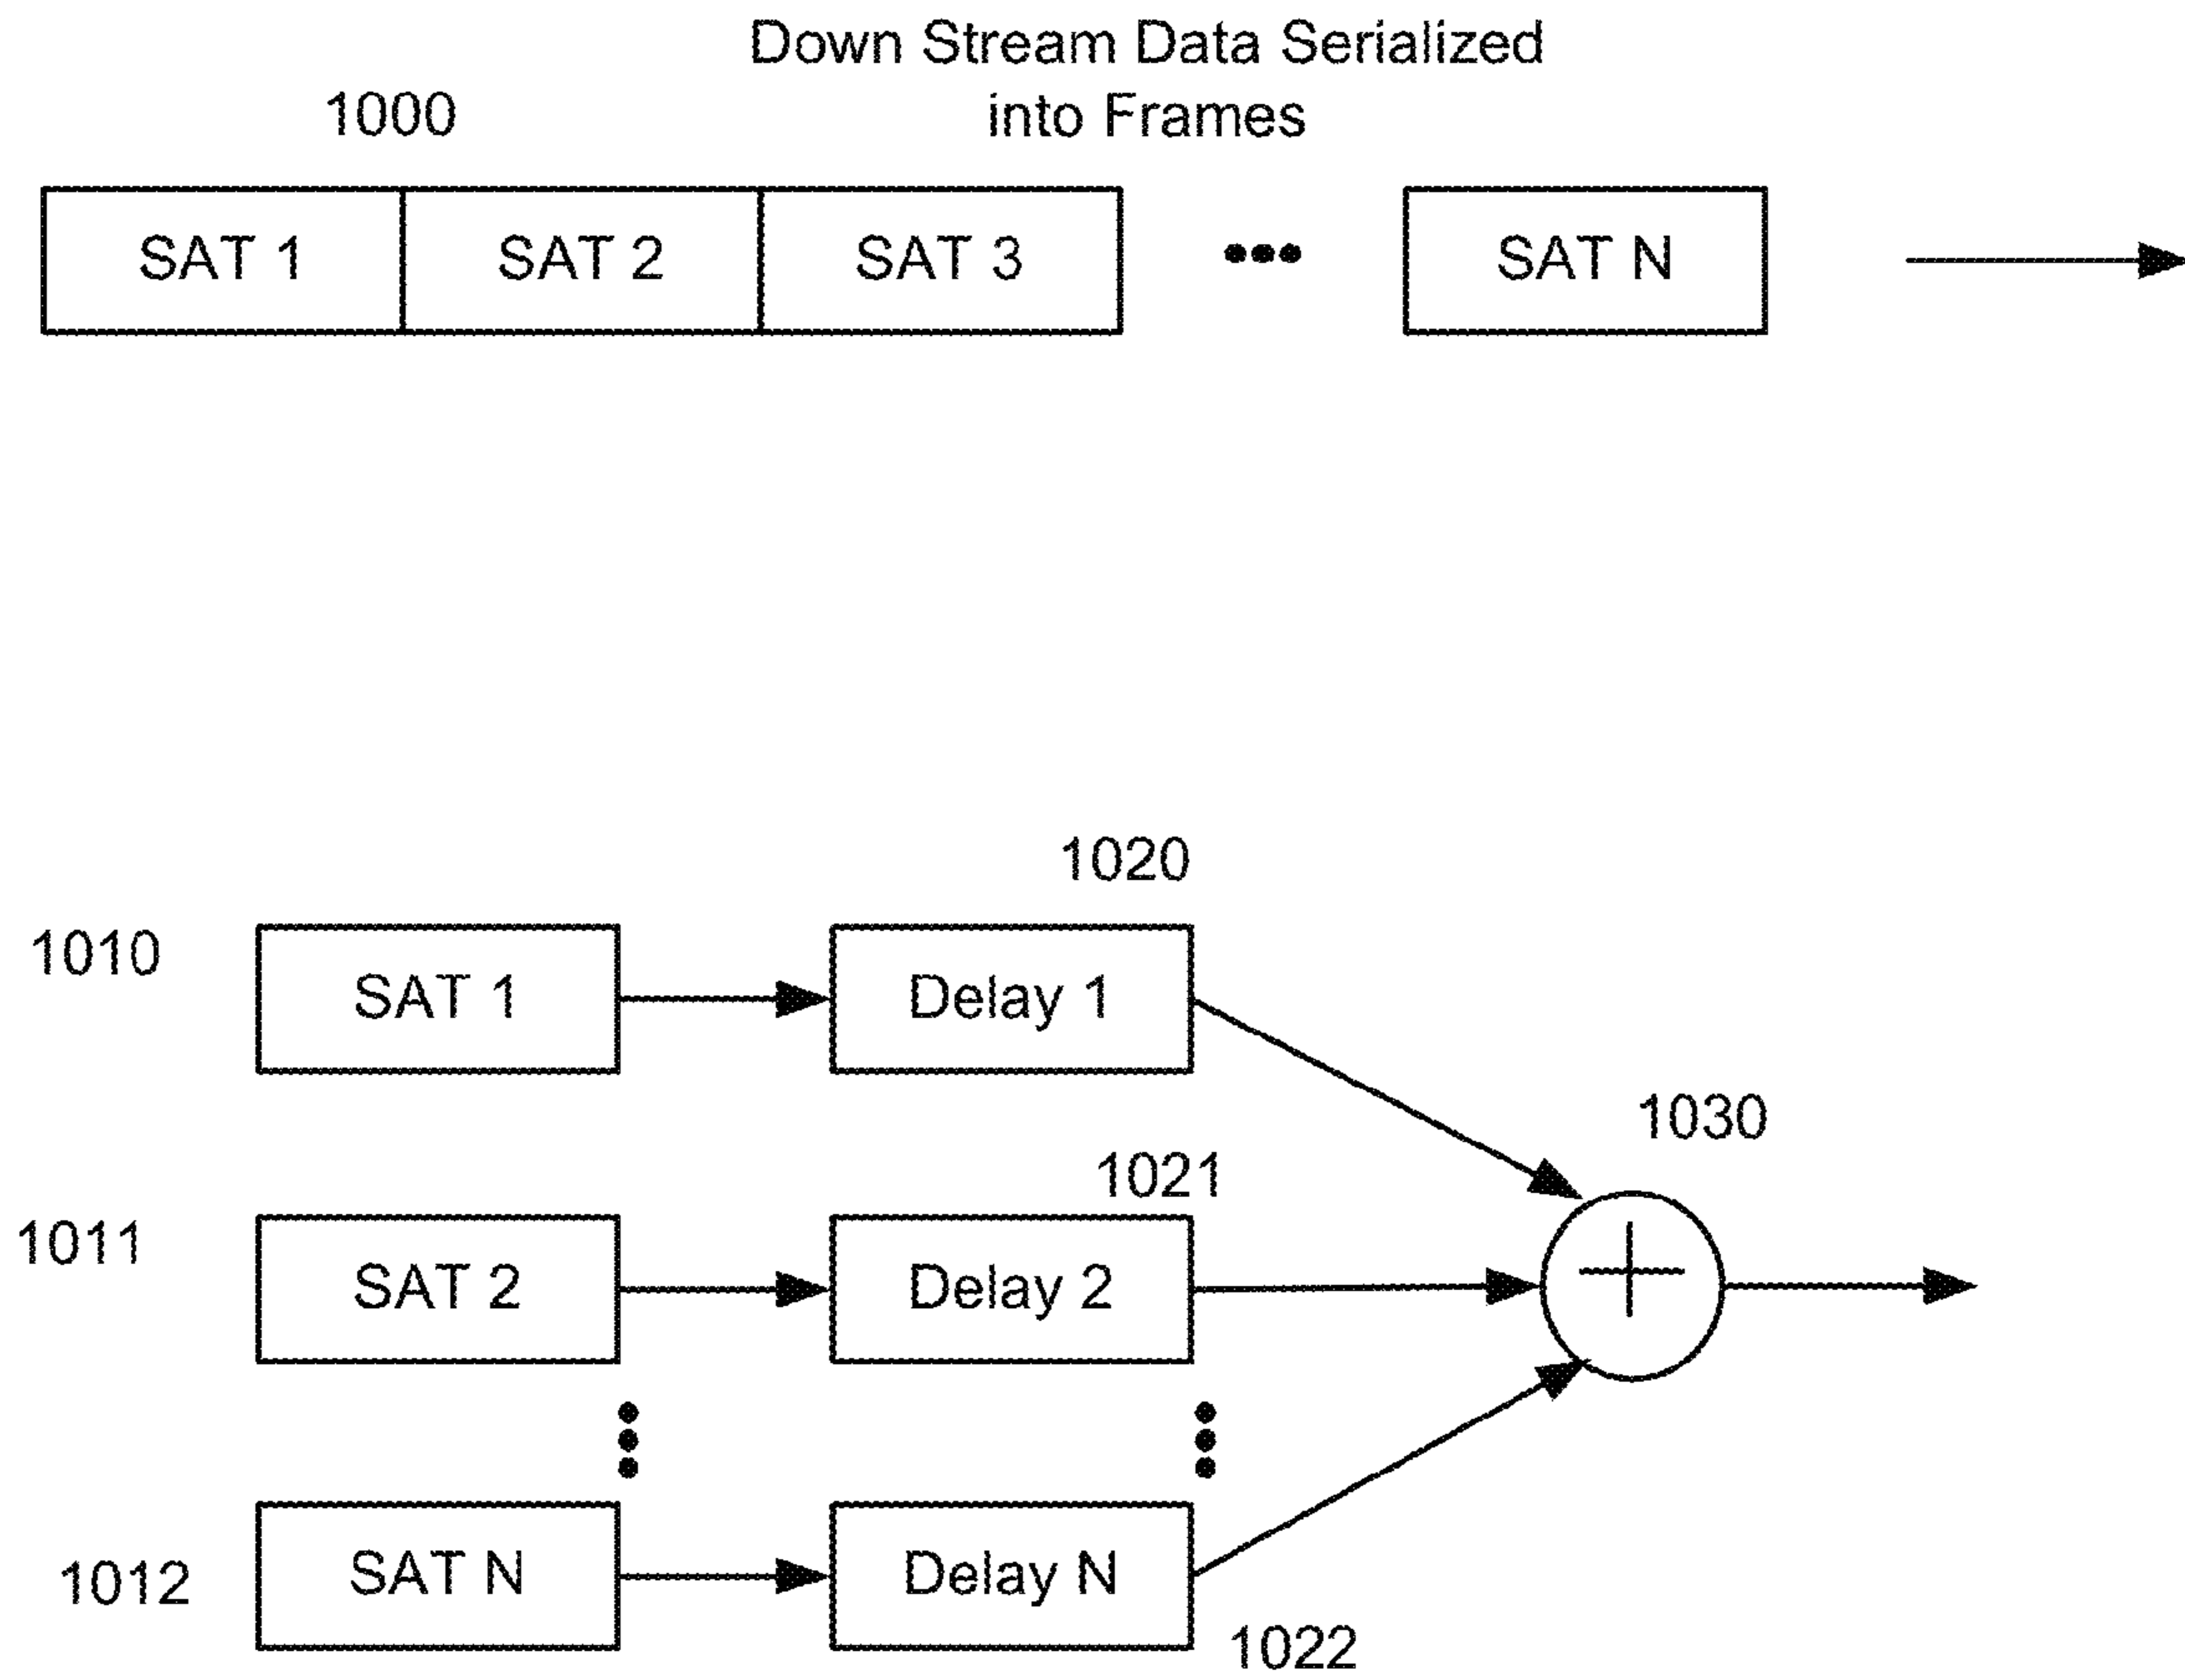 Down Stream Data Serialized
into Frames
1000
SAT 1 SAT 2 SAT 3 ••• SAT N
1020
1010 SAT 1 Delay 1
1030
1021
1011 SAT 2 Delay 2
1012 SAT N Delay N
1022